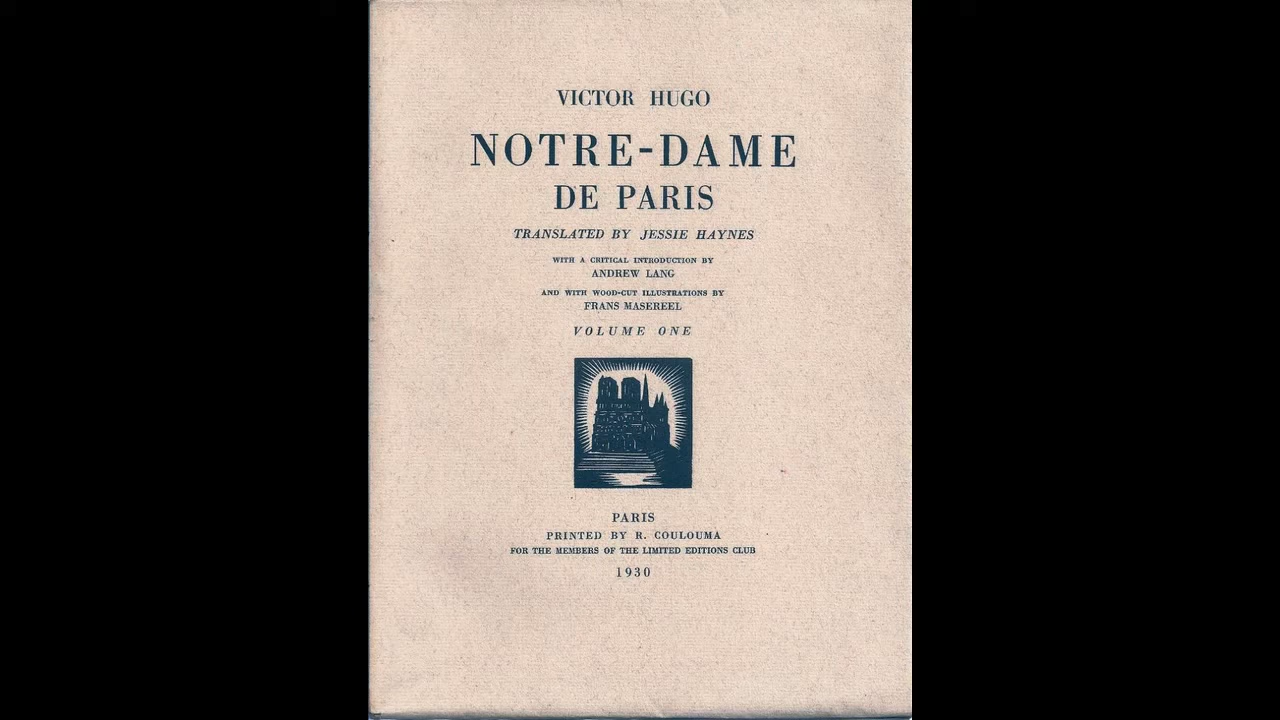 VICTOR HUGO
NOTRE-DAME
DE PARIS
TRANSLATED BY JESSIE HAYNES
WITH A CRITICAL INTRODUCTION BY
ANDREW LANG
AND WITH WOOD-CUT ILLUSTRATIONS BY
FRANS MASEREEL
VOLUME ONE
PARIS
PRINTED BY R. COULOUMA
FOR THE MEMBERS OF THE LIMITED EDITIONS CLUB
1930